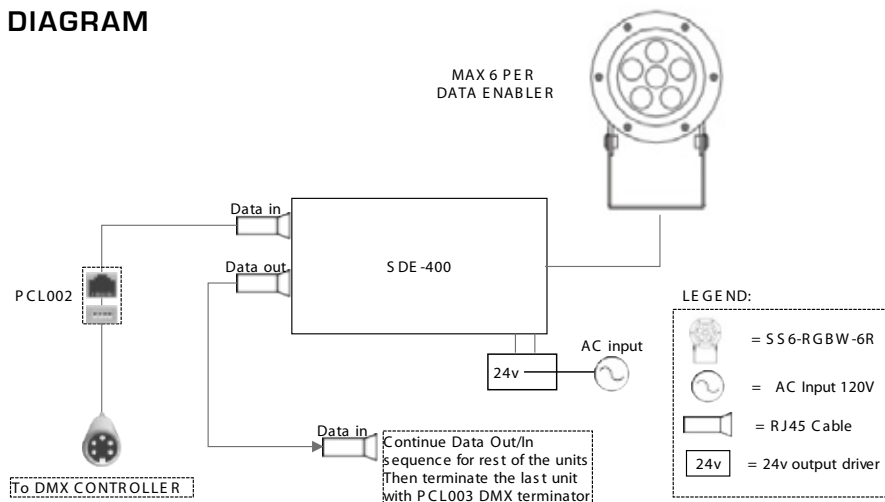 DIAGRAM
MAX 6 PER
DATA ENABLER
Data in
Data out
SDE-400
PCL002
AC input
24v
To DMX CONTROLLER
Data in
Continue Data Out/In
sequence for rest of the units
Then terminate the last unit
with PCL003 DMX terminator
LEGEND:
= SS6-RGBW-6R
= AC Input 120V
= RJ45 Cable
24v = 24v output driver